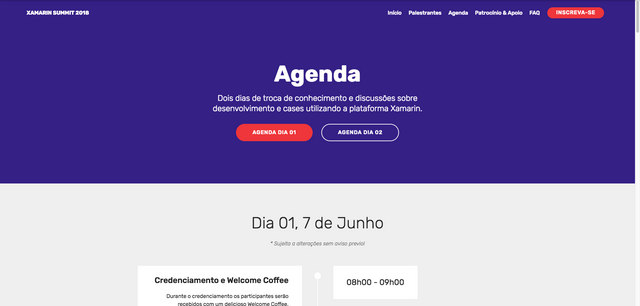 XAMARIN SUMMIT 2018
Início Palestrantes Agenda Patrocínio & Apoio FAQ INSCREVA-SE
Agenda
Dois dias de troca de conhecimento e discussões sobre
desenvolvimento e cases utilizando a plataforma Xamarin.
AGENDA DIA 01 AGENDA DIA 02
Dia 01, 7 de Junho
* Sujeita a alterações sem aviso previo!
Credenciamento e Welcome Coffee
08h00 - 09h00
Durante o credenciamento os participantes serão
recebidos com um delicioso Welcome Coffee.